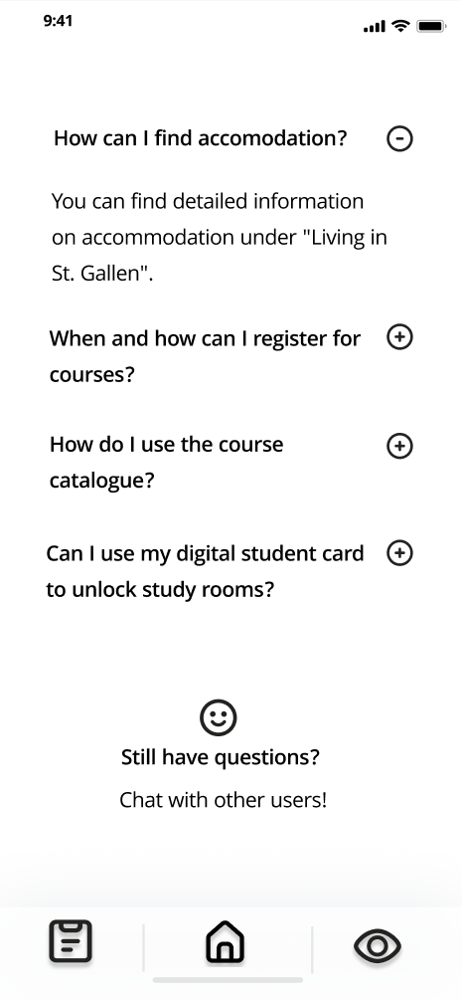 9:41
How can I find accomodation?
You can find detailed information
on accommodation under "Living in
St. Gallen".
When and how can I register for
courses?
How do I use the course
catalogue?
Can I use my digital student card
to unlock study rooms?
Still have questions?
Chat with other users!